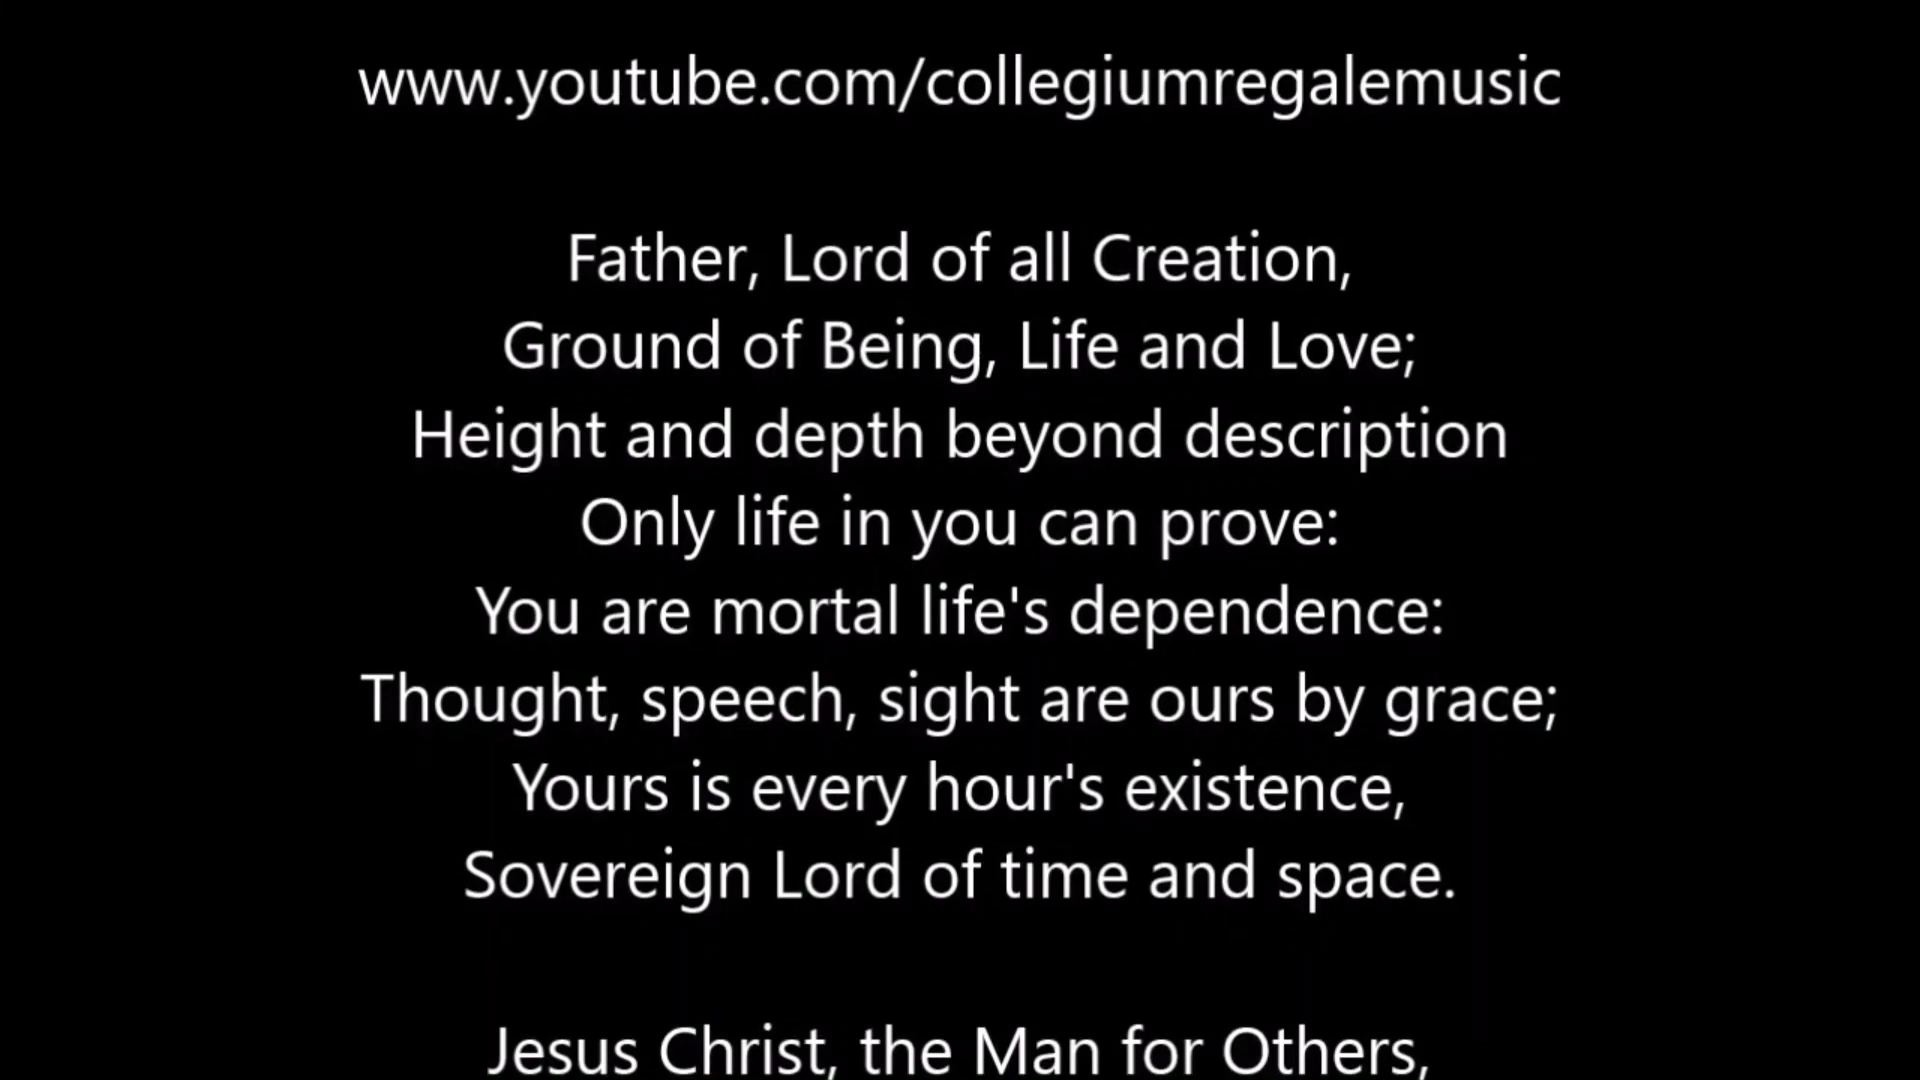 www.youtube.com/collegiumregalemusic
Father, Lord of all Creation,
Ground of Being, Life and Love;
Height and depth beyond description
Only life in you can prove:
You are mortal life's dependence:
Thought, speech, sight are ours by grace;
Yours is every hour's existence,
Sovereign Lord of time and space.
Jesus Christ, the Man for Others,